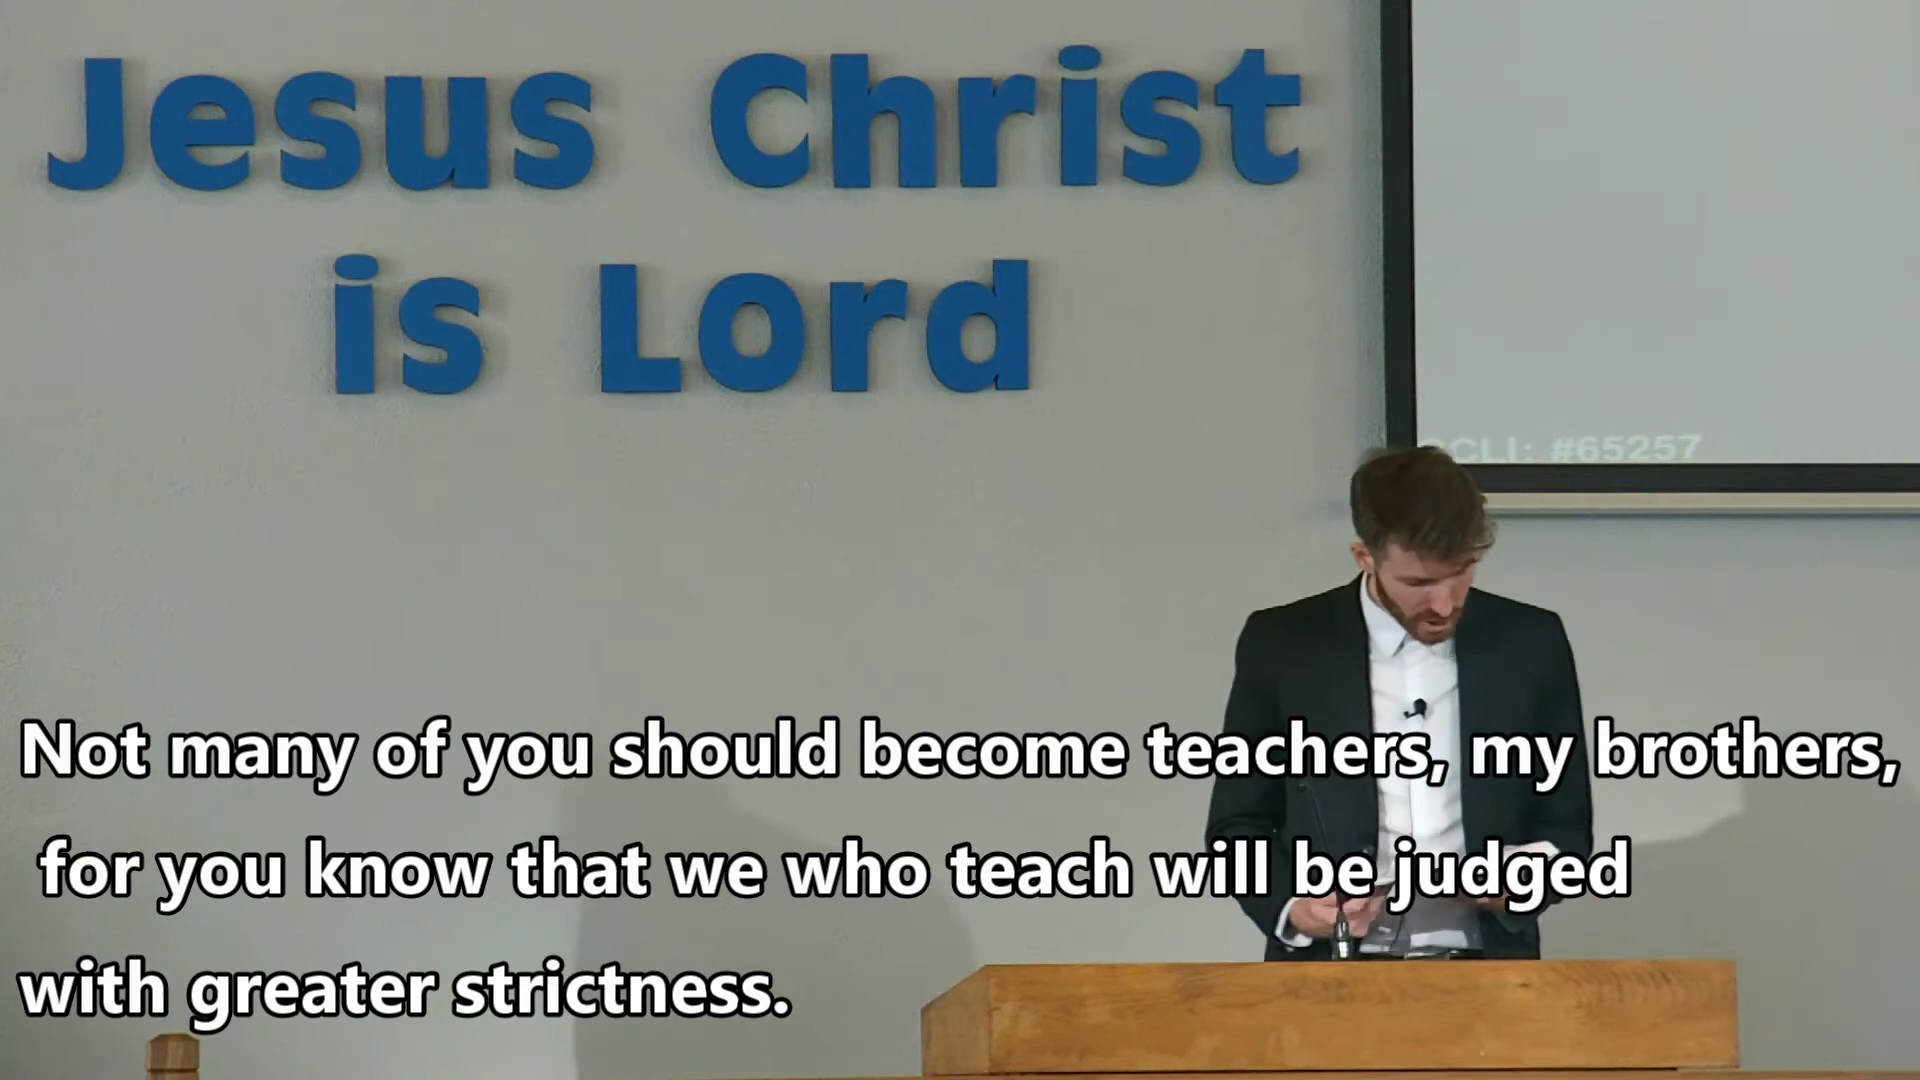 Jesus Christ
is Lord
CCLI: #65257
Not many of you should become teachers, my brothers,
for you know that we who teach will be judged
with greater strictness.